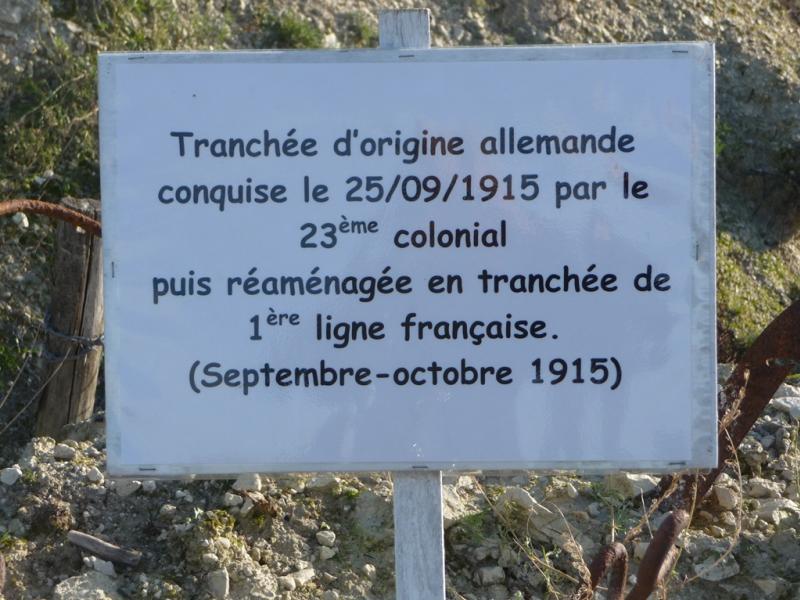 Tranchée d'origine allemande
conquise le 25/09/1915 par le
23ème colonial
puis réaménagée en tranchée de
1ère ligne française.
(Septembre-octobre 1915)